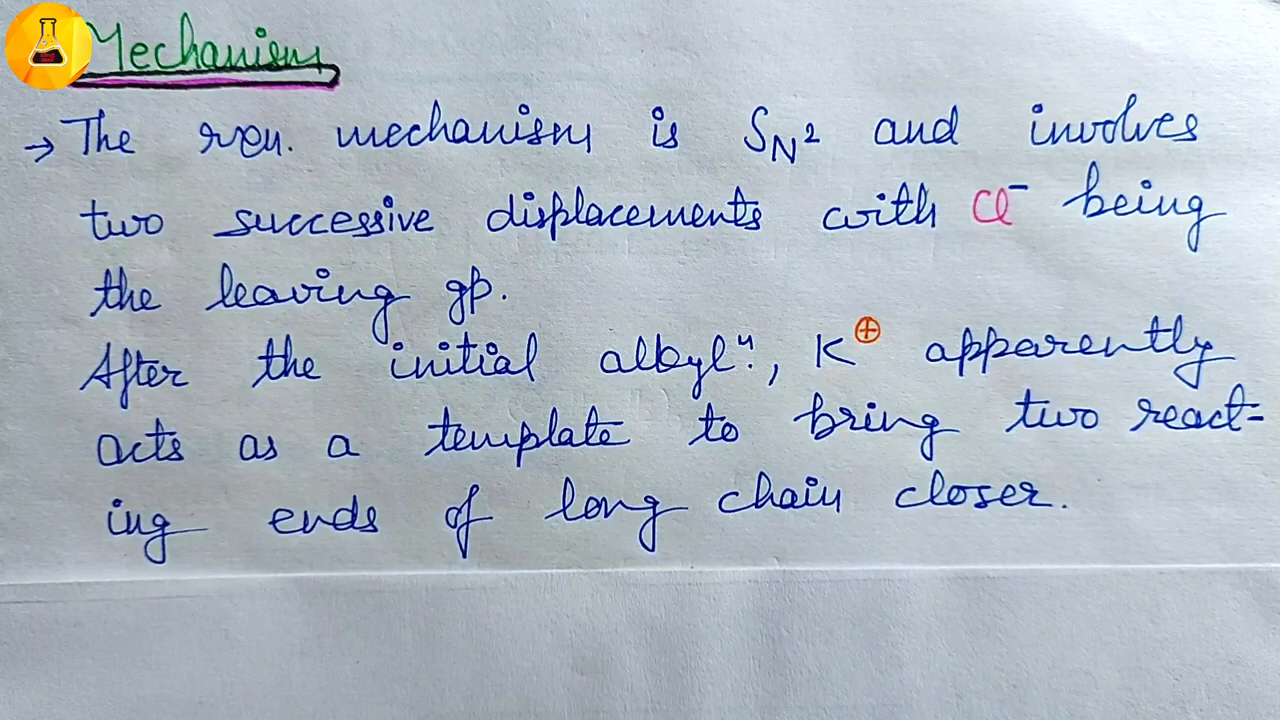 Mechanism
→ The rxn. mechanism is SN2 and involves
two successive displacements with Cl⁻ being
the leaving gp.
After the initial alkylⁿ., K⊕ apparently
acts as a template to bring two react-
ing ends of long chain closer.